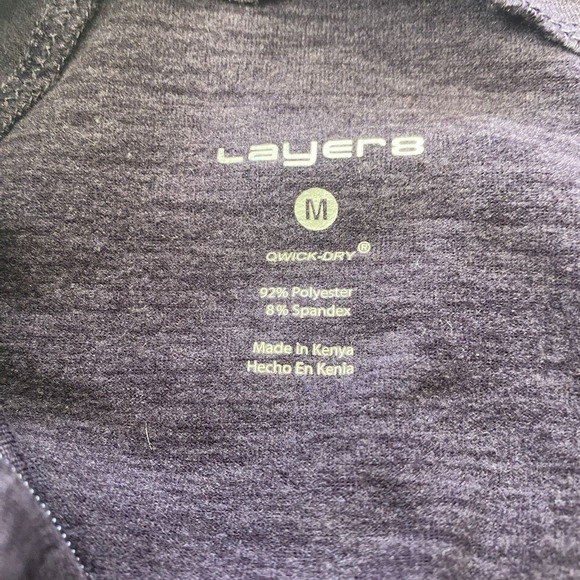 Layer8
M
QWICK-DRY®
92% Polyester
8% Spandex
Made In Kenya
Hecho En Kenia